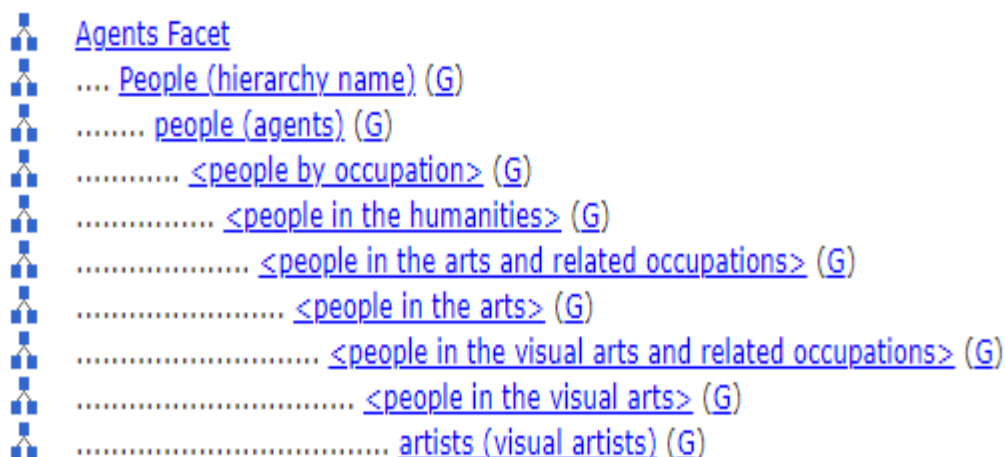 Agents Facet
.... People (hierarchy name) (G)
........ people (agents) (G)
............ <people by occupation> (G)
................ <people in the humanities> (G)
.................... <people in the arts and related occupations> (G)
........................ <people in the arts> (G)
............................ <people in the visual arts and related occupations> (G)
................................ <people in the visual arts> (G)
.................................... artists (visual artists) (G)